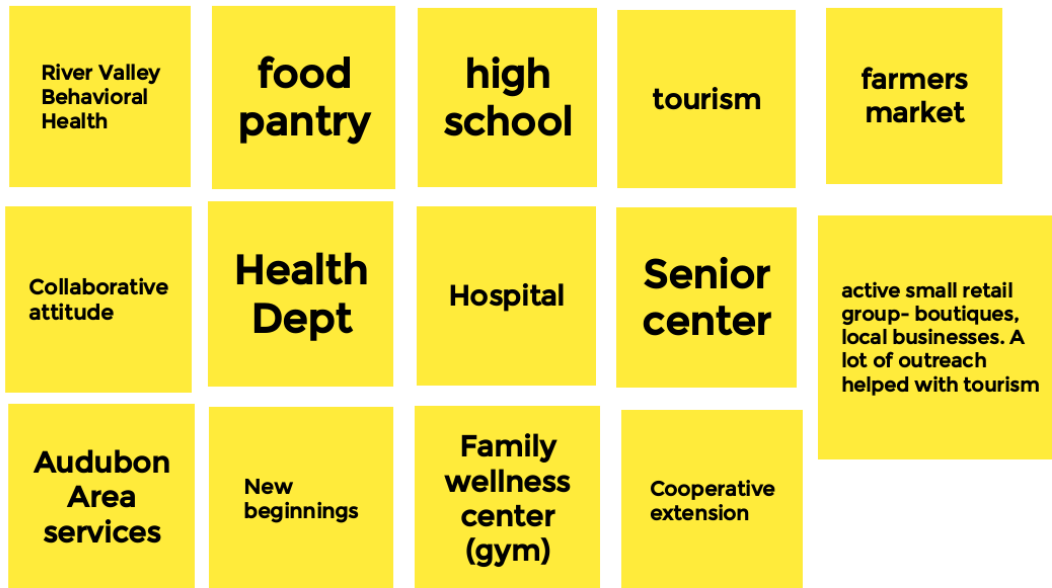 River Valley
Behavioral
Health
food
pantry
high
school
tourism
farmers
market
Collaborative
attitude
Health
Dept
Hospital
Senior
center
active small retail
group- boutiques,
local businesses. A
lot of outreach
helped with tourism
Audubon
Area
services
New
beginnings
Family
wellness
center
(gym)
Cooperative
extension